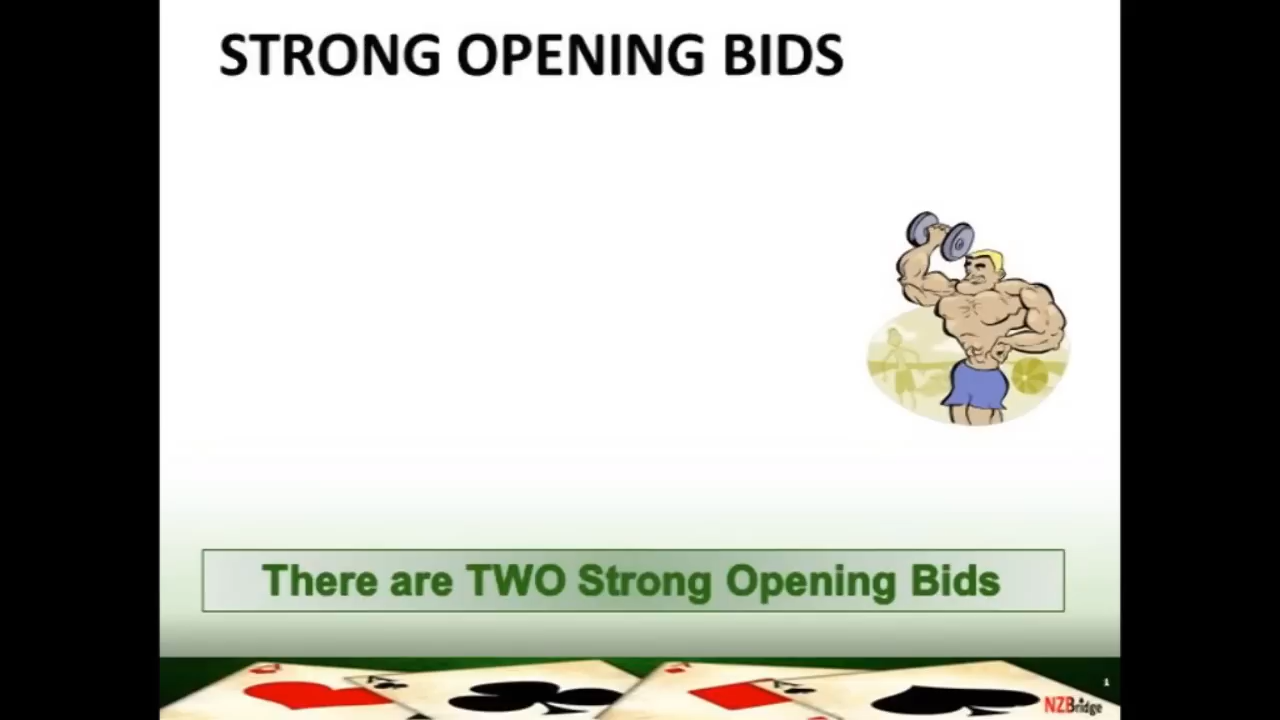 STRONG OPENING BIDS
There are TWO Strong Opening Bids
1
NZBridge